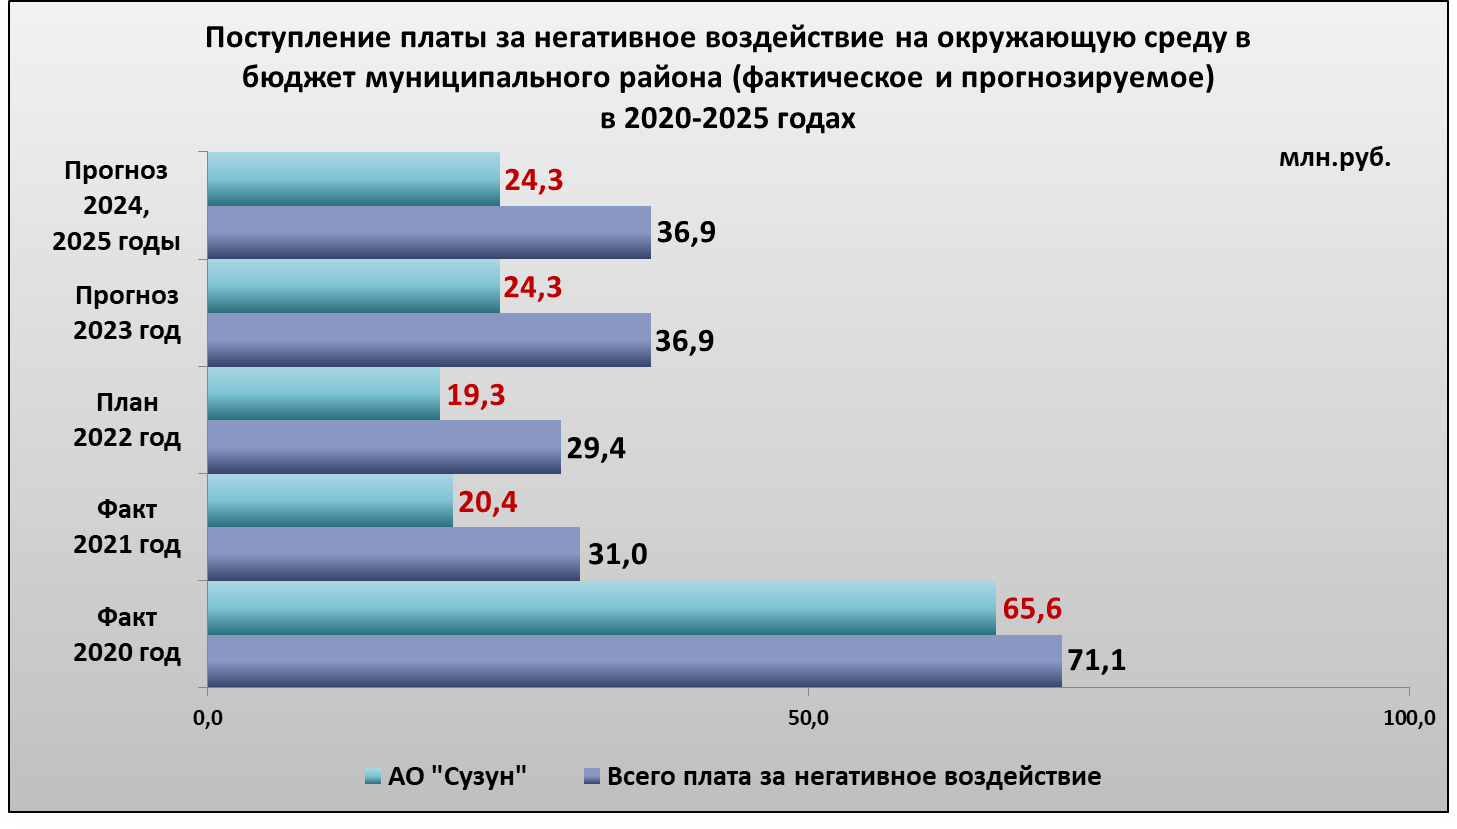 Поступление платы за негативное воздействие на окружающую среду в
бюджет муниципального района (фактическое и прогнозируемое)
в 2020-2025 годах
млн.руб.
Прогноз
2024,
2025 годы
24,3
36,9
Прогноз
2023 год
24,3
36,9
План
2022 год
19,3
29,4
Факт
2021 год
20,4
31,0
Факт
2020 год
65,6
71,1
0,0
50,0
100,0
АО "Сузун"
Всего плата за негативное воздействие